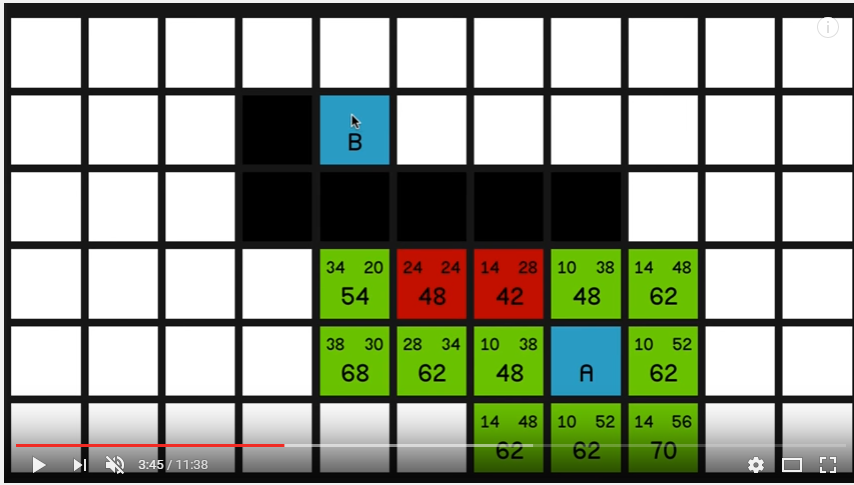 B
34 20 24 24 14 28 10 38 14 48
54 48 42 48 62
38 30 28 34 10 38 10 52
68 62 48 A 62
14 48 10 52 14 56
62 62 70
3:45 / 11:38